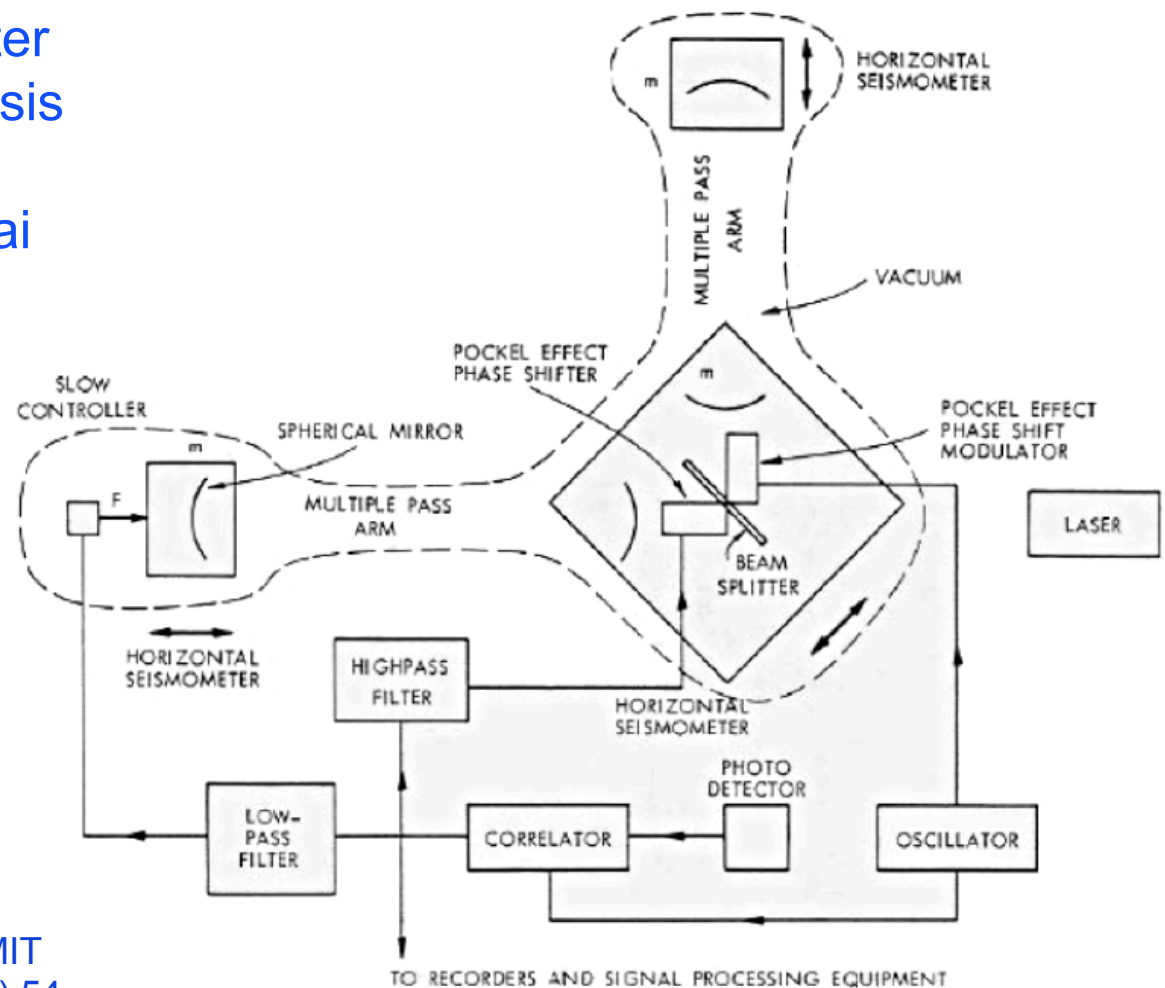 HORIZONTAL
SEISMOMETER
m
MULTIPLE PASS
ARM
VACUUM
POCKEL EFFECT
PHASE SHIFTER
m
SLOW
CONTROLLER
SPHERICAL MIRROR
POCKEL EFFECT
PHASE SHIFT
MODULATOR
m
F
MULTIPLE PASS
ARM
LASER
BEAM
SPLITTER
HORIZONTAL
SEISMOMETER
HIGHPASS
FILTER
HORIZONTAL
SEISMOMETER
PHOTO
DETECTOR
LOW-
PASS
FILTER
CORRELATOR
OSCILLATOR
MIT
TO RECORDERS AND SIGNAL PROCESSING EQUIPMENT